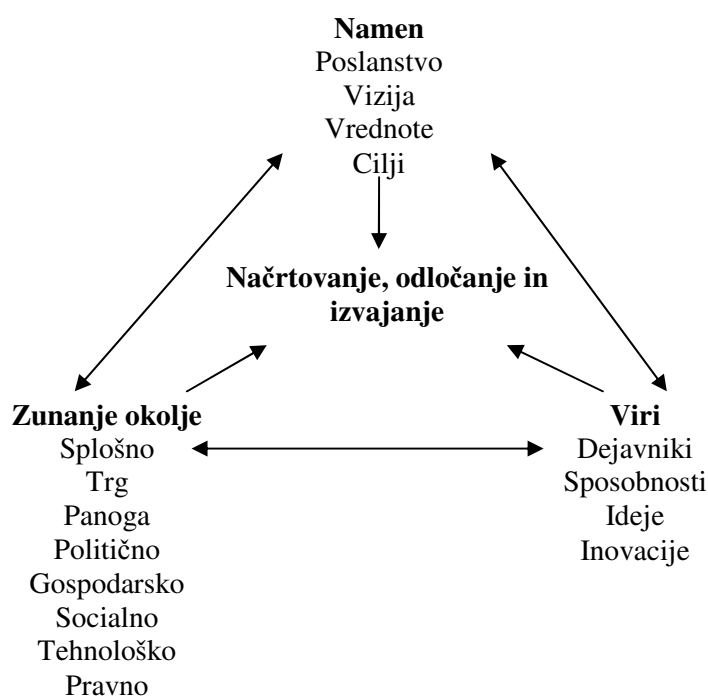 Namen
Poslanstvo
Vizija
Vrednote
Cilji
Načrtovanje, odločanje in
izvajanje
Zunanje okolje
Splošno
Trg
Panoga
Politično
Gospodarsko
Socialno
Tehnološko
Pravno
Viri
Dejavniki
Sposobnosti
Ideje
Inovacije